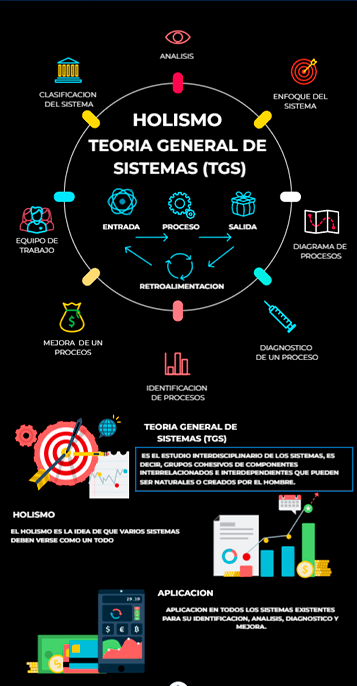 ANALISIS
CLASIFICACION
DEL SISTEMA
ENFOQUE DEL
SISTEMA
HOLISMO
TEORIA GENERAL DE
SISTEMAS (TGS)
ENTRADA
PROCESO
SALIDA
EQUIPO DE
TRABAJO
DIAGRAMA DE
PROCESOS
RETROALIMENTACION
MEJORA DE UN
PROCEOS
DIAGNOSTICO
DE UN PROCESO
IDENTIFICACION
DE PROCESOS
TEORIA GENERAL DE
SISTEMAS (TGS)
ES EL ESTUDIO INTERDISCIPLINARIO DE LOS SISTEMAS, ES
DECIR, GRUPOS COHESIVOS DE COMPONENTES
INTERRELACIONADOS E INTERDEPENDIENTES QUE PUEDEN
SER NATURALES O CREADOS POR EL HOMBRE.
HOLISMO
EL HOLISMO ES LA IDEA DE QUE VARIOS SISTEMAS
DEBEN VERSE COMO UN TODO
APLICACION
APLICACION EN TODOS LOS SISTEMAS EXISTENTES
PARA SU IDENTIFICACION, ANALISIS, DIAGNOSTICO Y
MEJORA.